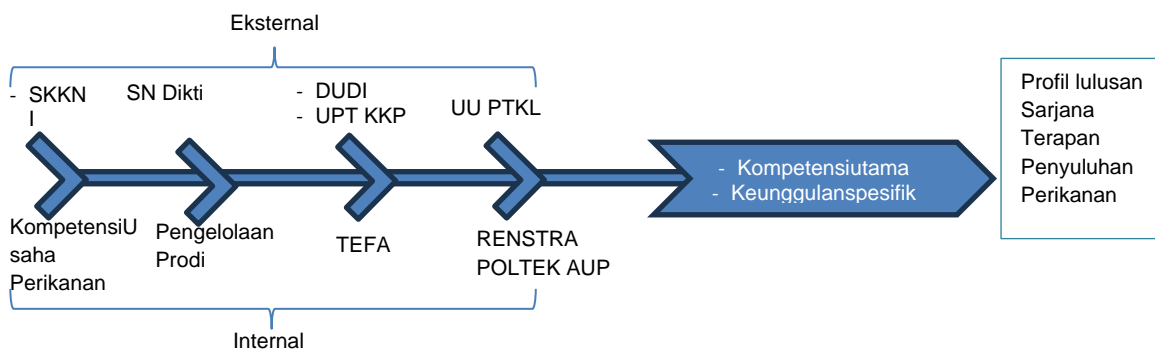 Eksternal
- SKKN
I
SN Dikti
- DUDI
- UPT KKP
UU PTKL
KompetensiU
saha
Perikanan
Pengelolaan
Prodi
TEFA
RENSTRA
POLTEK AUP
Internal
- Kompetensiutama
- Keunggulanspesifik
Profil lulusan
Sarjana
Terapan
Penyuluhan
Perikanan